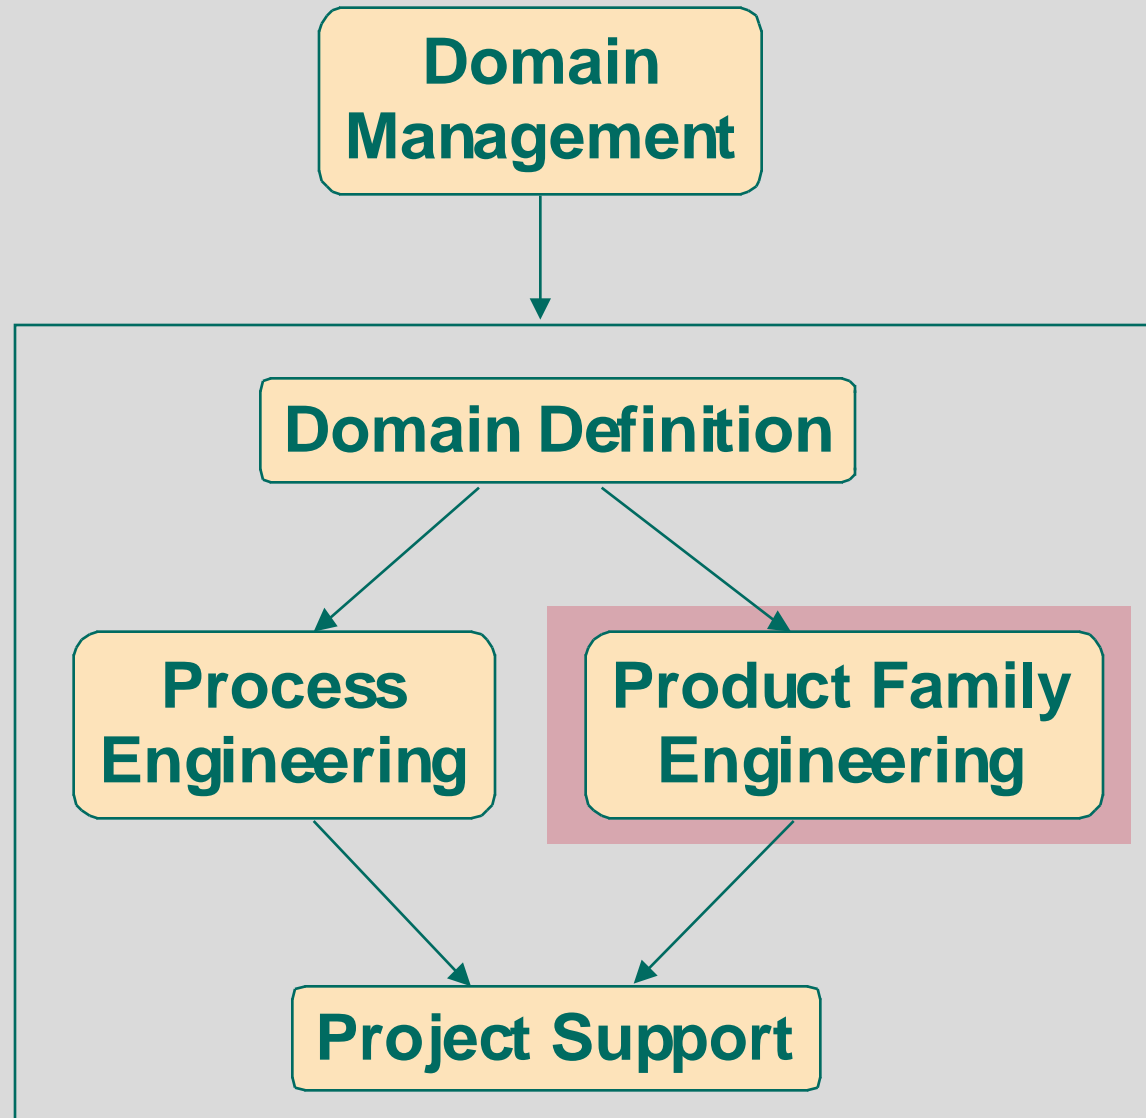 Domain
Management
Domain Definition
Process
Engineering
Product Family
Engineering
Project Support